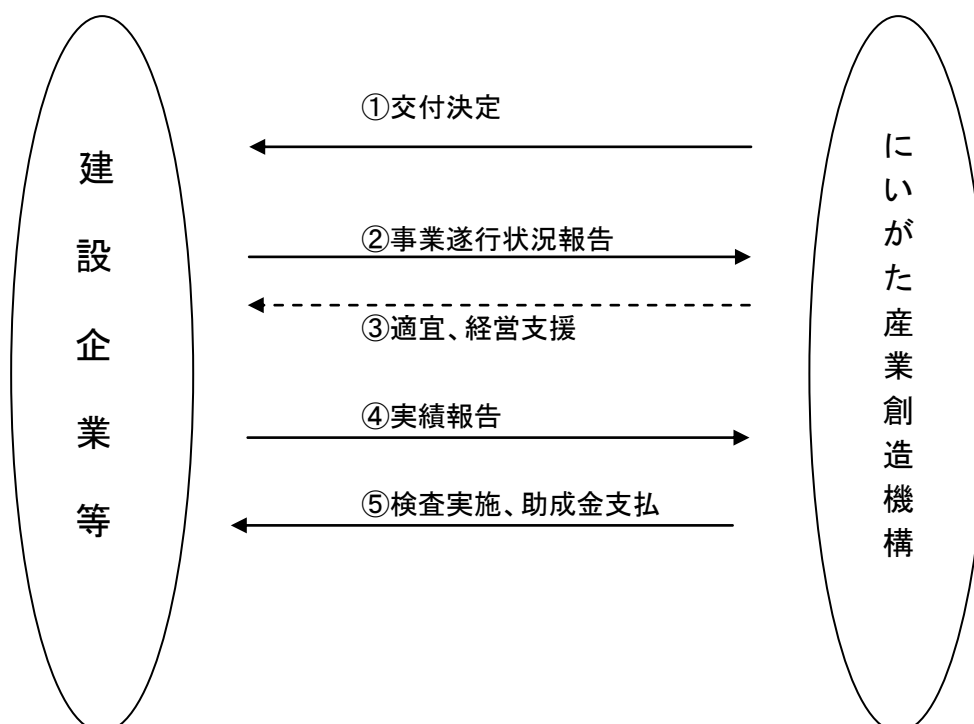 建設企業等
①交付決定
②事業遂行状況報告
③適宜、経営支援
④実績報告
⑤検査実施、助成金支払
にいがた産業創造機構